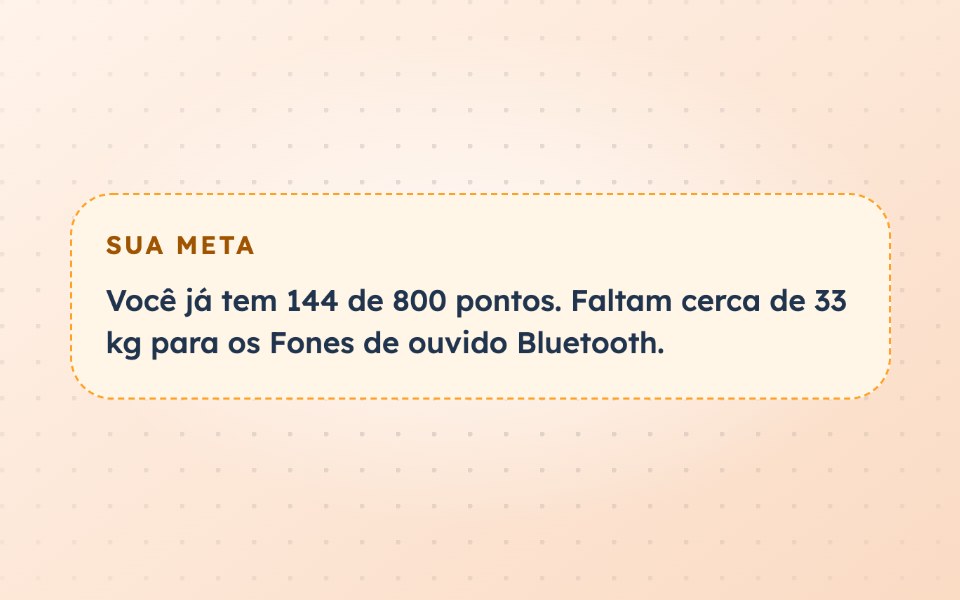 SUA META
Você já tem 144 de 800 pontos. Faltam cerca de 33
kg para os Fones de ouvido Bluetooth.